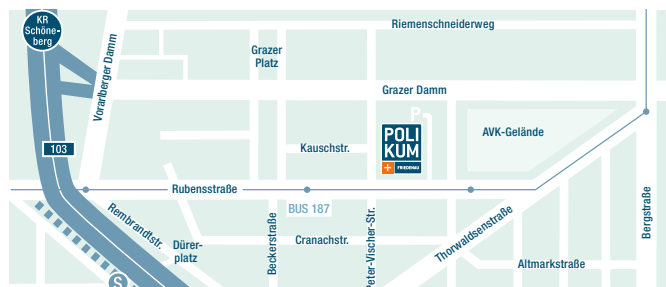 KR
Schöne-
berg
Riemenschneiderweg
Grazer
Platz
Vorarlberger Damm
Grazer Damm
P
POLI
KUM
+ FRIEDENAU
AVK-Gelände
103
Kauschstr.
Rubensstraße
BUS 187
Rembrandtstr.
Dürer-
platz
Beckerstraße
Cranachstr.
Peter-Vischer-Str.
Thorwaldsenstraße
Bergstraße
Altmarkstraße
S